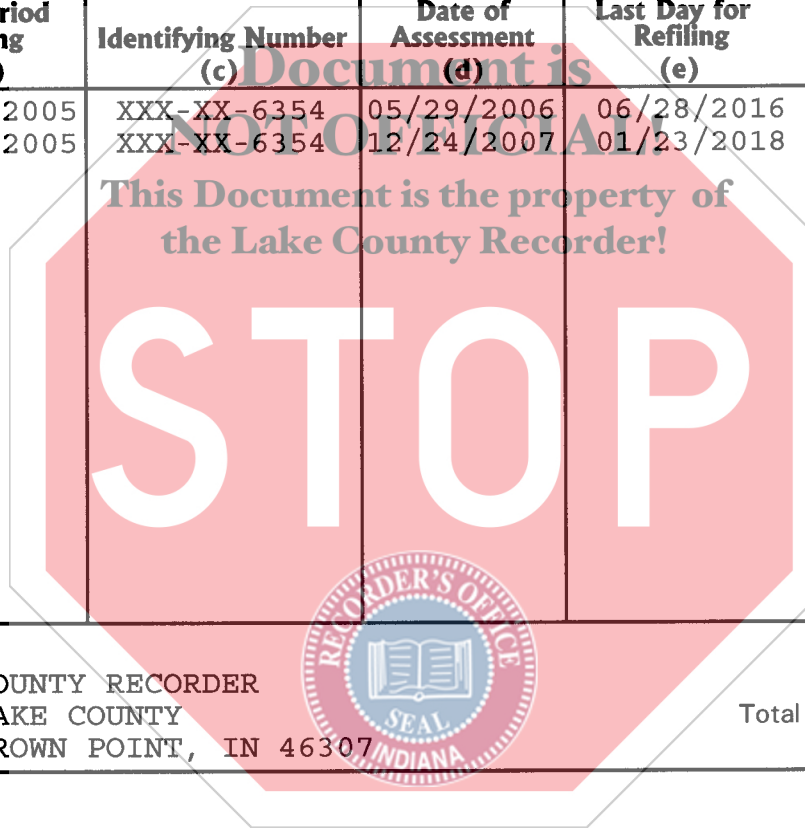 riod
ng
)
Identifying Number
(c)
Date of
Assessment
(d)
Last Day for
Refiling
(e)
2005 XXX-XX-6354 05/29/2006 06/28/2016
2005 XXX-XX-6354 12/24/2007 01/23/2018
Document is
NOT OFFICIAL!
This Document is the property of
the Lake County Recorder!
STOP
RECORDER'S OFFICE
SEAL
INDIANA
OUNTY RECORDER
AKE COUNTY
ROWN POINT, IN 46307
Total